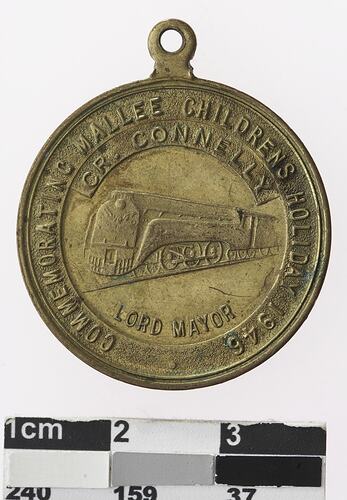 COMMEMORATING MALLEE CHILDRENS HOLIDAY 1946
CR. CONNELLY
LORD MAYOR
1cm 2 3
240 159 37